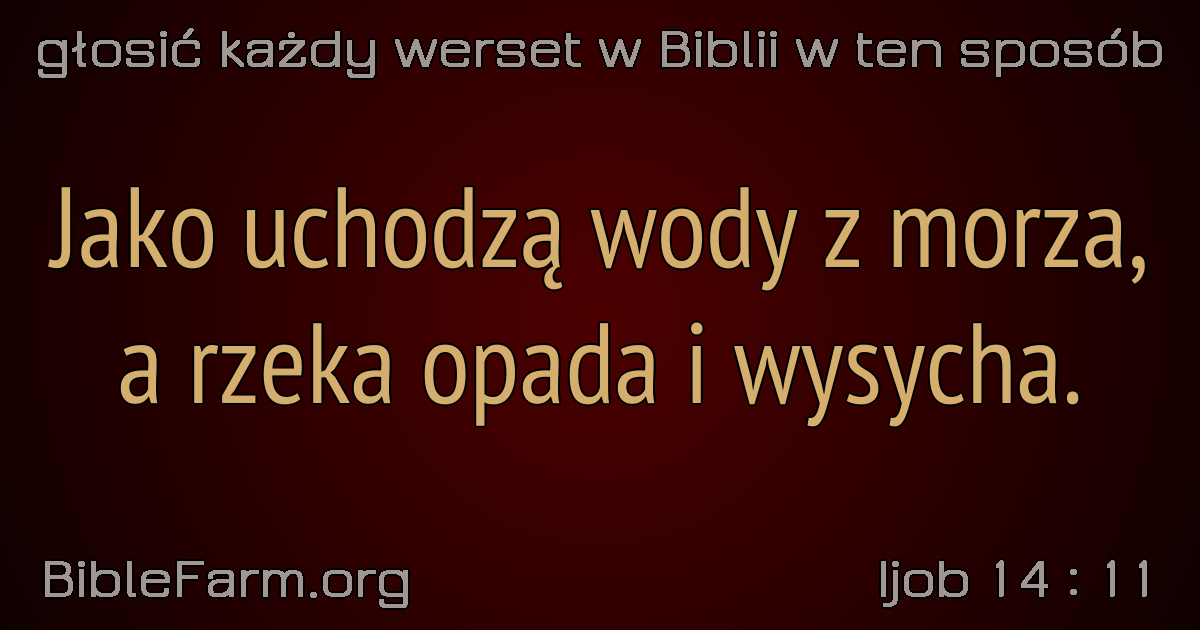 głosić każdy werset w Biblii w ten sposób
Jako uchodzą wody z morza,
a rzeka opada i wysycha.
BibleFarm.org
Ijob 14 : 11